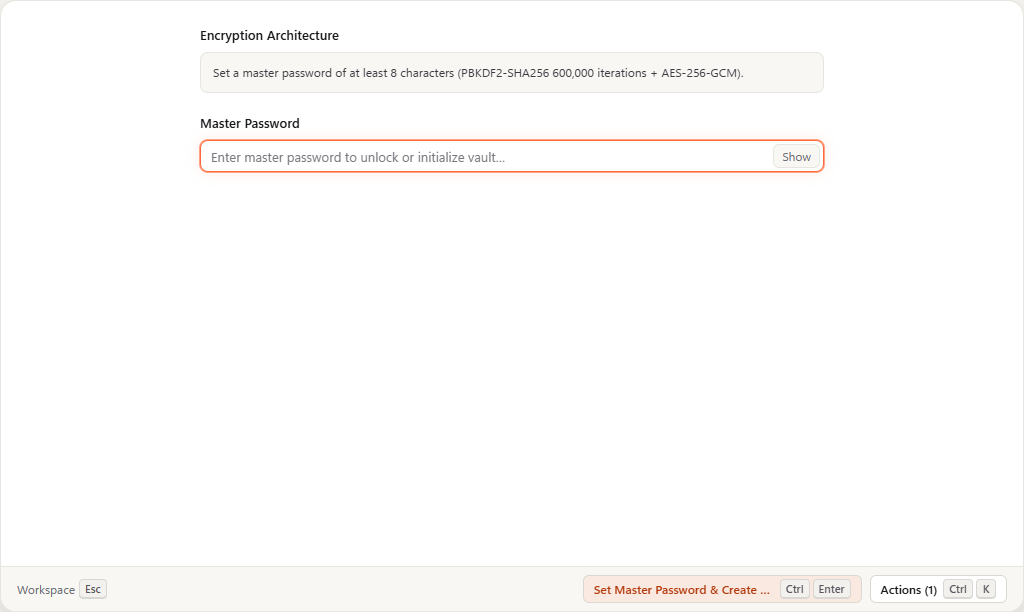 Encryption Architecture
Set a master password of at least 8 characters (PBKDF2-SHA256 600,000 iterations + AES-256-GCM).
Master Password
Enter master password to unlock or initialize vault...
Show
Workspace Esc
Set Master Password & Create ... Ctrl Enter
Actions (1) Ctrl K